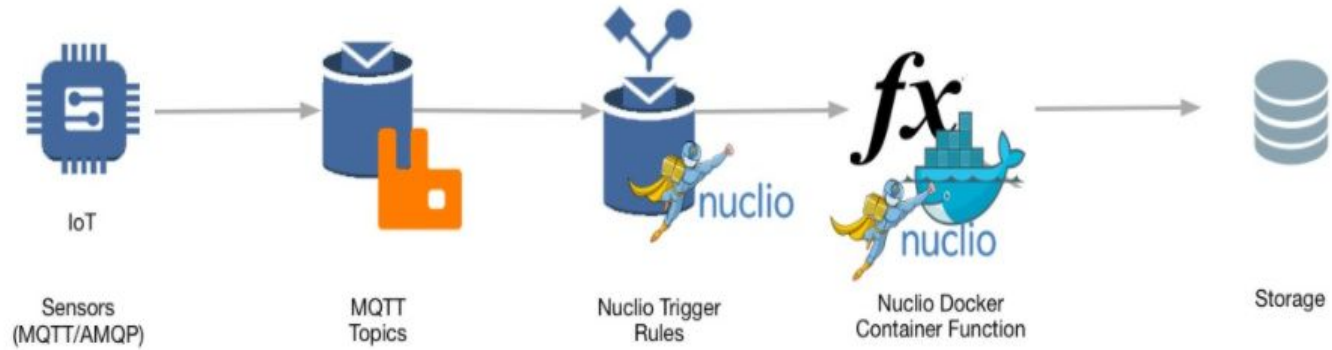 IoT
nuclio
nuclio
fx
Sensors
(MQTT/AMQP)
MQTT
Topics
Nuclio Trigger
Rules
Nuclio Docker
Container Function
Storage